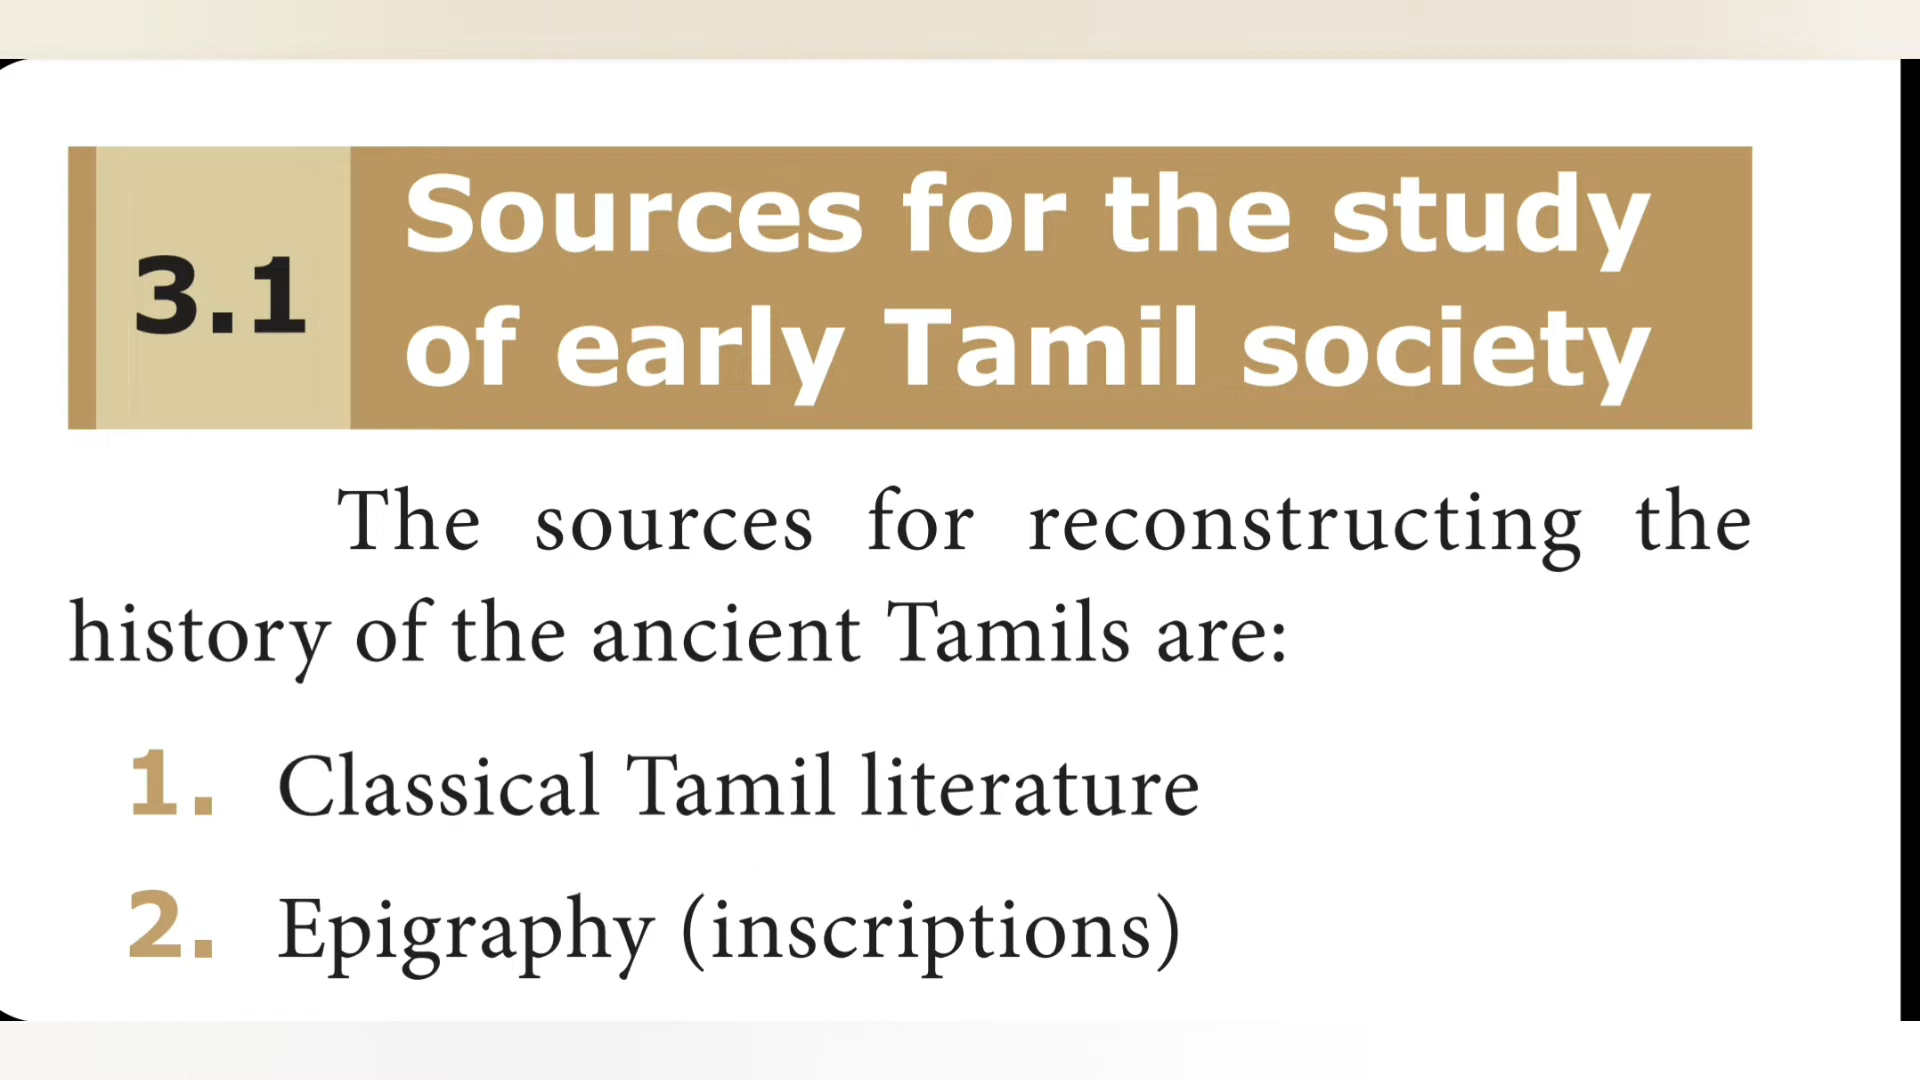 3.1
Sources for the study
of early Tamil society
The sources for reconstructing the
history of the ancient Tamils are:
1. Classical Tamil literature
2. Epigraphy (inscriptions)